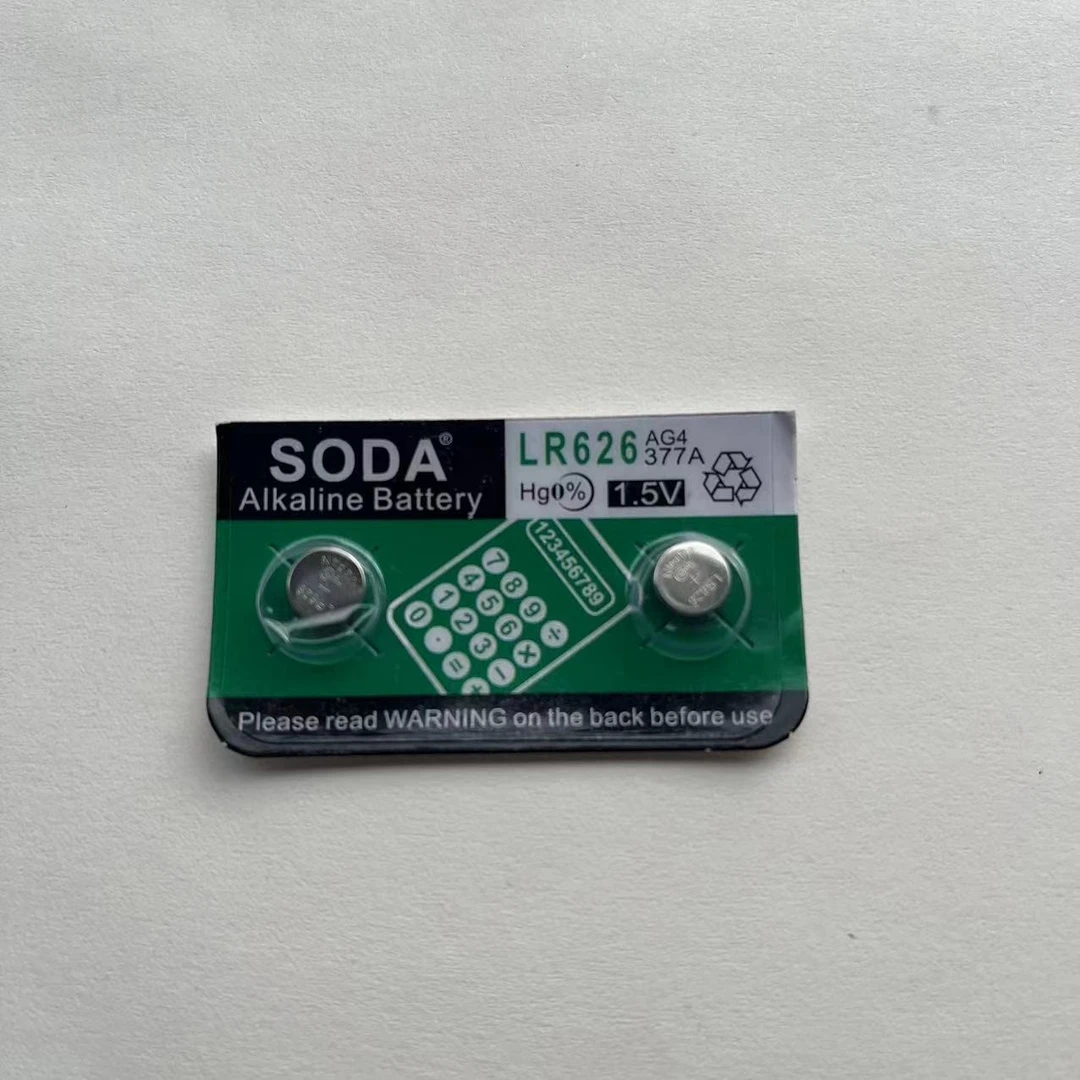 SODA®
Alkaline Battery
LR626
AG4
377A
Hg0%
1.5V
123456789
7 8 9 ÷
4 5 6 ×
1 2 3 −
0 · = +
Please read WARNING on the back before use